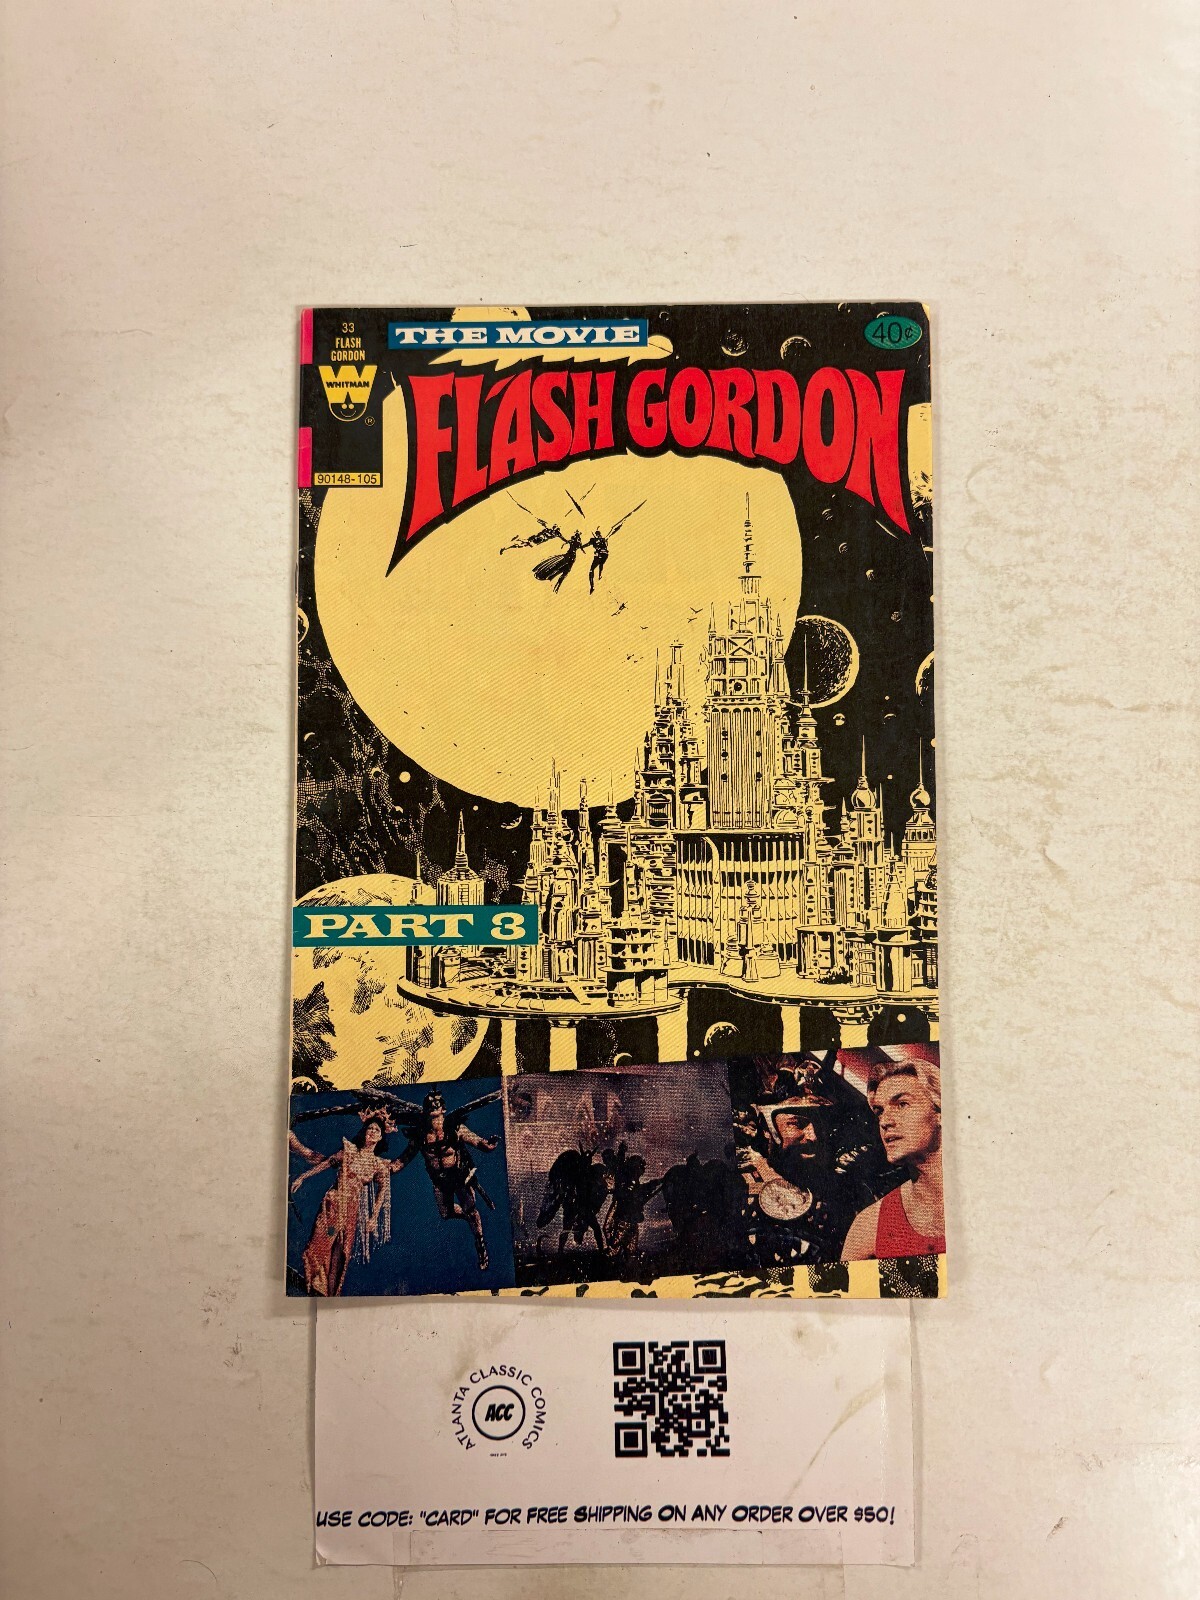 33
FLASH
GORDON
WHITMAN
®
90148-105
THE MOVIE
40¢
FLASH GORDON
PART 3
ATLANTA CLASSIC COMICS
ACC
USE CODE: "CARD" FOR FREE SHIPPING ON ANY ORDER OVER $50!